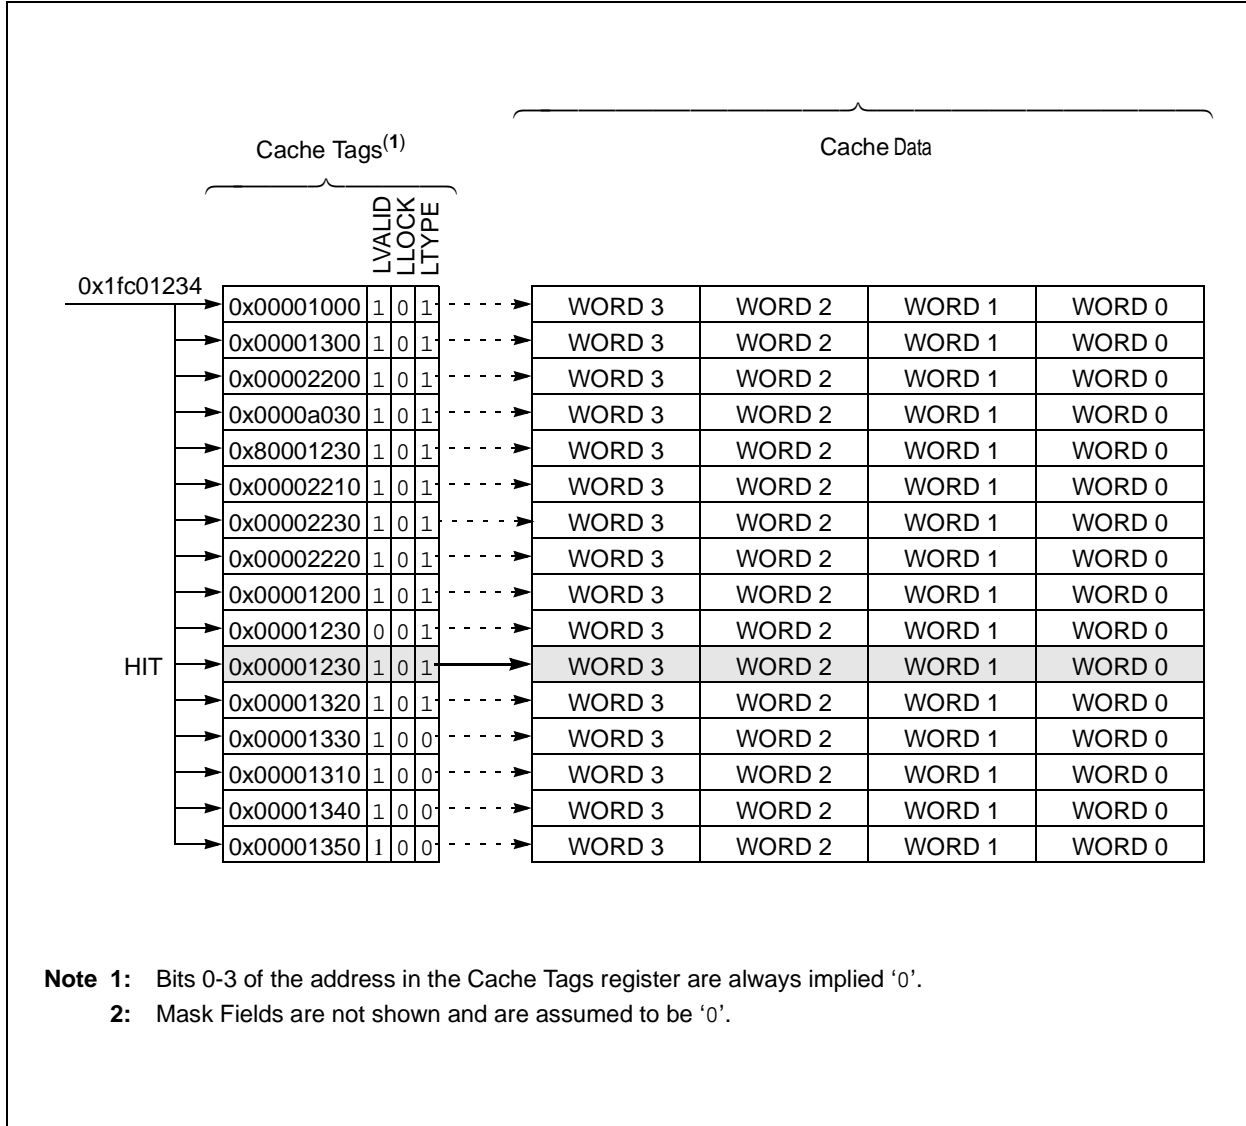 Cache Tags(1)
Cache Data
LVALID
LLOCK
LTYPE
0x1fc01234
0x00001000 1 0 1 WORD 3 WORD 2 WORD 1 WORD 0
0x00001300 1 0 1 WORD 3 WORD 2 WORD 1 WORD 0
0x00002200 1 0 1 WORD 3 WORD 2 WORD 1 WORD 0
0x0000a030 1 0 1 WORD 3 WORD 2 WORD 1 WORD 0
0x80001230 1 0 1 WORD 3 WORD 2 WORD 1 WORD 0
0x00002210 1 0 1 WORD 3 WORD 2 WORD 1 WORD 0
0x00002230 1 0 1 WORD 3 WORD 2 WORD 1 WORD 0
0x00002220 1 0 1 WORD 3 WORD 2 WORD 1 WORD 0
0x00001200 1 0 1 WORD 3 WORD 2 WORD 1 WORD 0
0x00001230 0 0 1 WORD 3 WORD 2 WORD 1 WORD 0
HIT 0x00001230 1 0 1 WORD 3 WORD 2 WORD 1 WORD 0
0x00001320 1 0 1 WORD 3 WORD 2 WORD 1 WORD 0
0x00001330 1 0 0 WORD 3 WORD 2 WORD 1 WORD 0
0x00001310 1 0 0 WORD 3 WORD 2 WORD 1 WORD 0
0x00001340 1 0 0 WORD 3 WORD 2 WORD 1 WORD 0
0x00001350 1 0 0 WORD 3 WORD 2 WORD 1 WORD 0
Note 1: Bits 0-3 of the address in the Cache Tags register are always implied ‘0’.
2: Mask Fields are not shown and are assumed to be ‘0’.